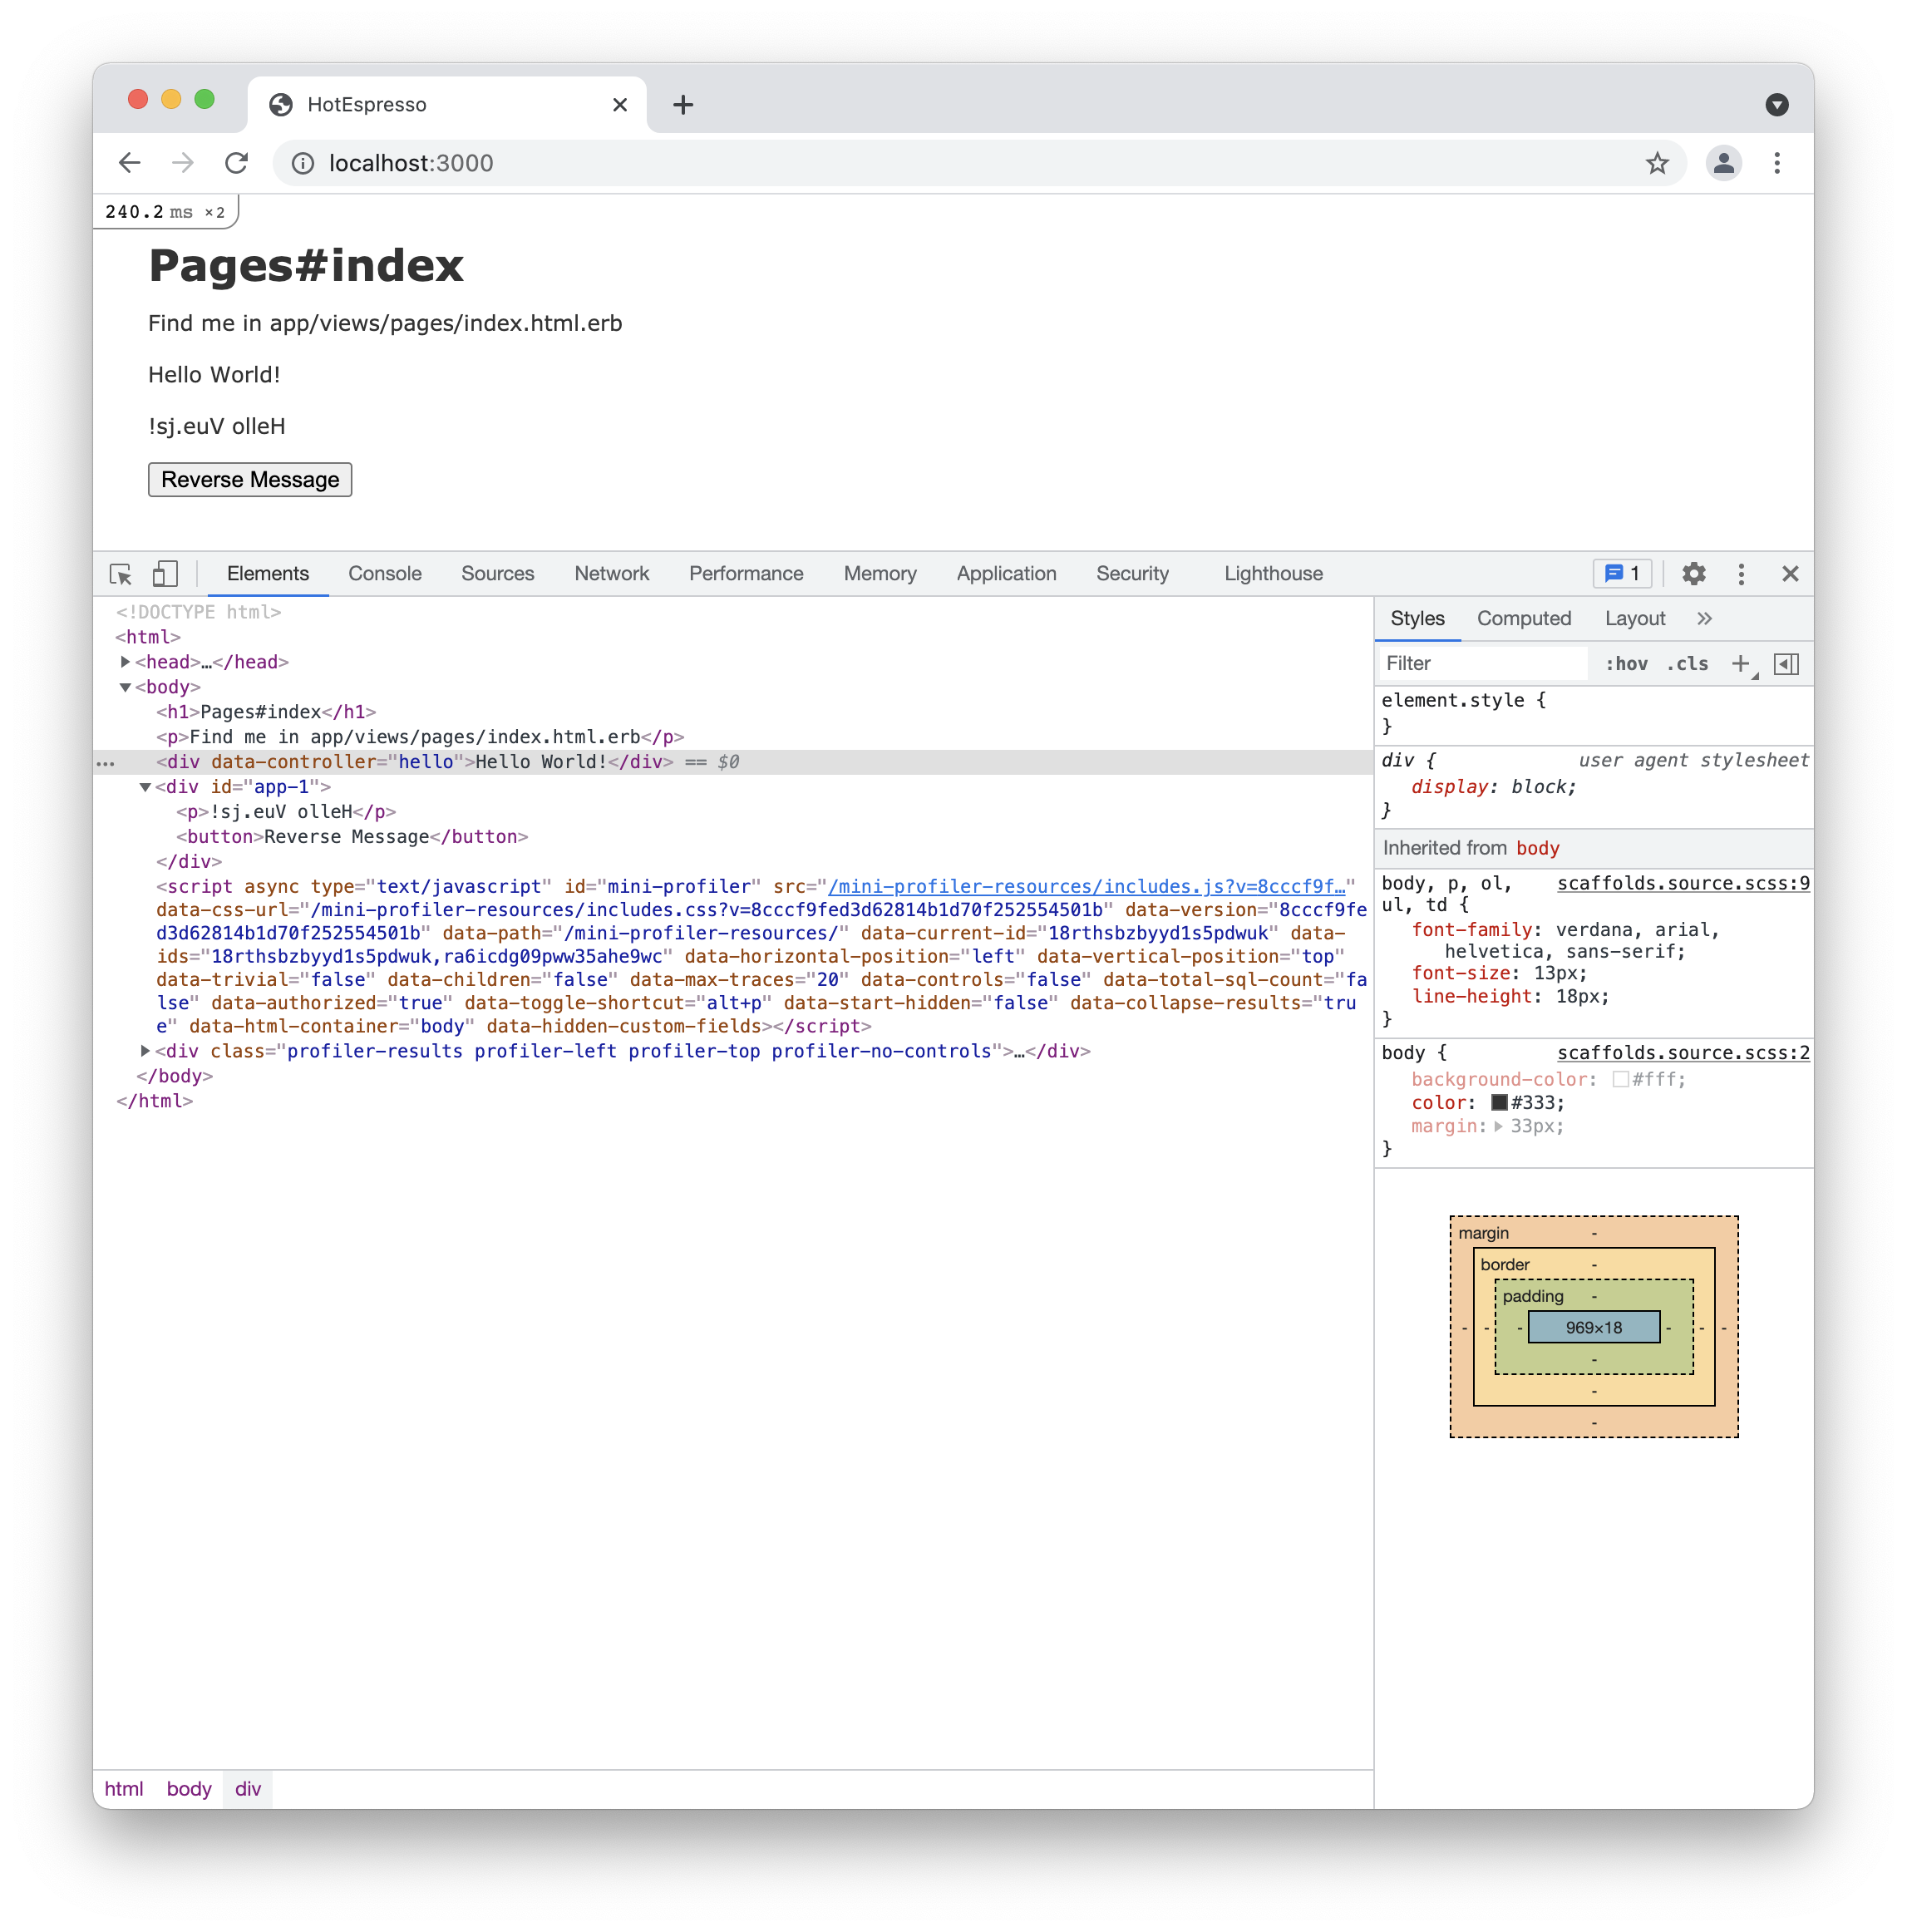 HotEspresso
localhost:3000
240.2 ms ×2
Pages#index
Find me in app/views/pages/index.html.erb
Hello World!
!sj.euV olleH
Reverse Message
Elements Console Sources Network Performance Memory Application Security Lighthouse 1
<!DOCTYPE html>
<html>
<head>…</head>
<body>
<h1>Pages#index</h1>
<p>Find me in app/views/pages/index.html.erb</p>
<div data-controller="hello">Hello World!</div> == $0
<div id="app-1">
<p>!sj.euV olleH</p>
<button>Reverse Message</button>
</div>
<script async type="text/javascript" id="mini-profiler" src="/mini-profiler-resources/includes.js?v=8cccf9f…"
data-css-url="/mini-profiler-resources/includes.css?v=8cccf9fed3d62814b1d70f252554501b" data-version="8cccf9fe
d3d62814b1d70f252554501b" data-path="/mini-profiler-resources/" data-current-id="18rthsbzbyyd1s5pdwuk" data-
ids="18rthsbzbyyd1s5pdwuk,ra6icdg09pww35ahe9wc" data-horizontal-position="left" data-vertical-position="top"
data-trivial="false" data-children="false" data-max-traces="20" data-controls="false" data-total-sql-count="fa
lse" data-authorized="true" data-toggle-shortcut="alt+p" data-start-hidden="false" data-collapse-results="tru
e" data-html-container="body" data-hidden-custom-fields></script>
<div class="profiler-results profiler-left profiler-top profiler-no-controls">…</div>
</body>
</html>
html body div
Styles Computed Layout »
Filter :hov .cls +
element.style {
}
div { user agent stylesheet
display: block;
}
Inherited from body
body, p, ol, scaffolds.source.scss:9
ul, td {
font-family: verdana, arial,
helvetica, sans-serif;
font-size: 13px;
line-height: 18px;
}
body { scaffolds.source.scss:2
background-color: #fff;
color: #333;
margin: 33px;
}
margin -
border -
padding -
- - - 969×18 - - -
-
-
-